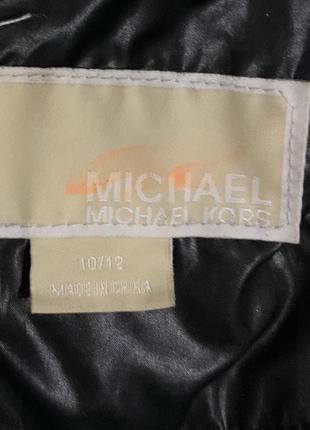 MICHAEL
MICHAEL KORS
10/12
MADE IN CHINA